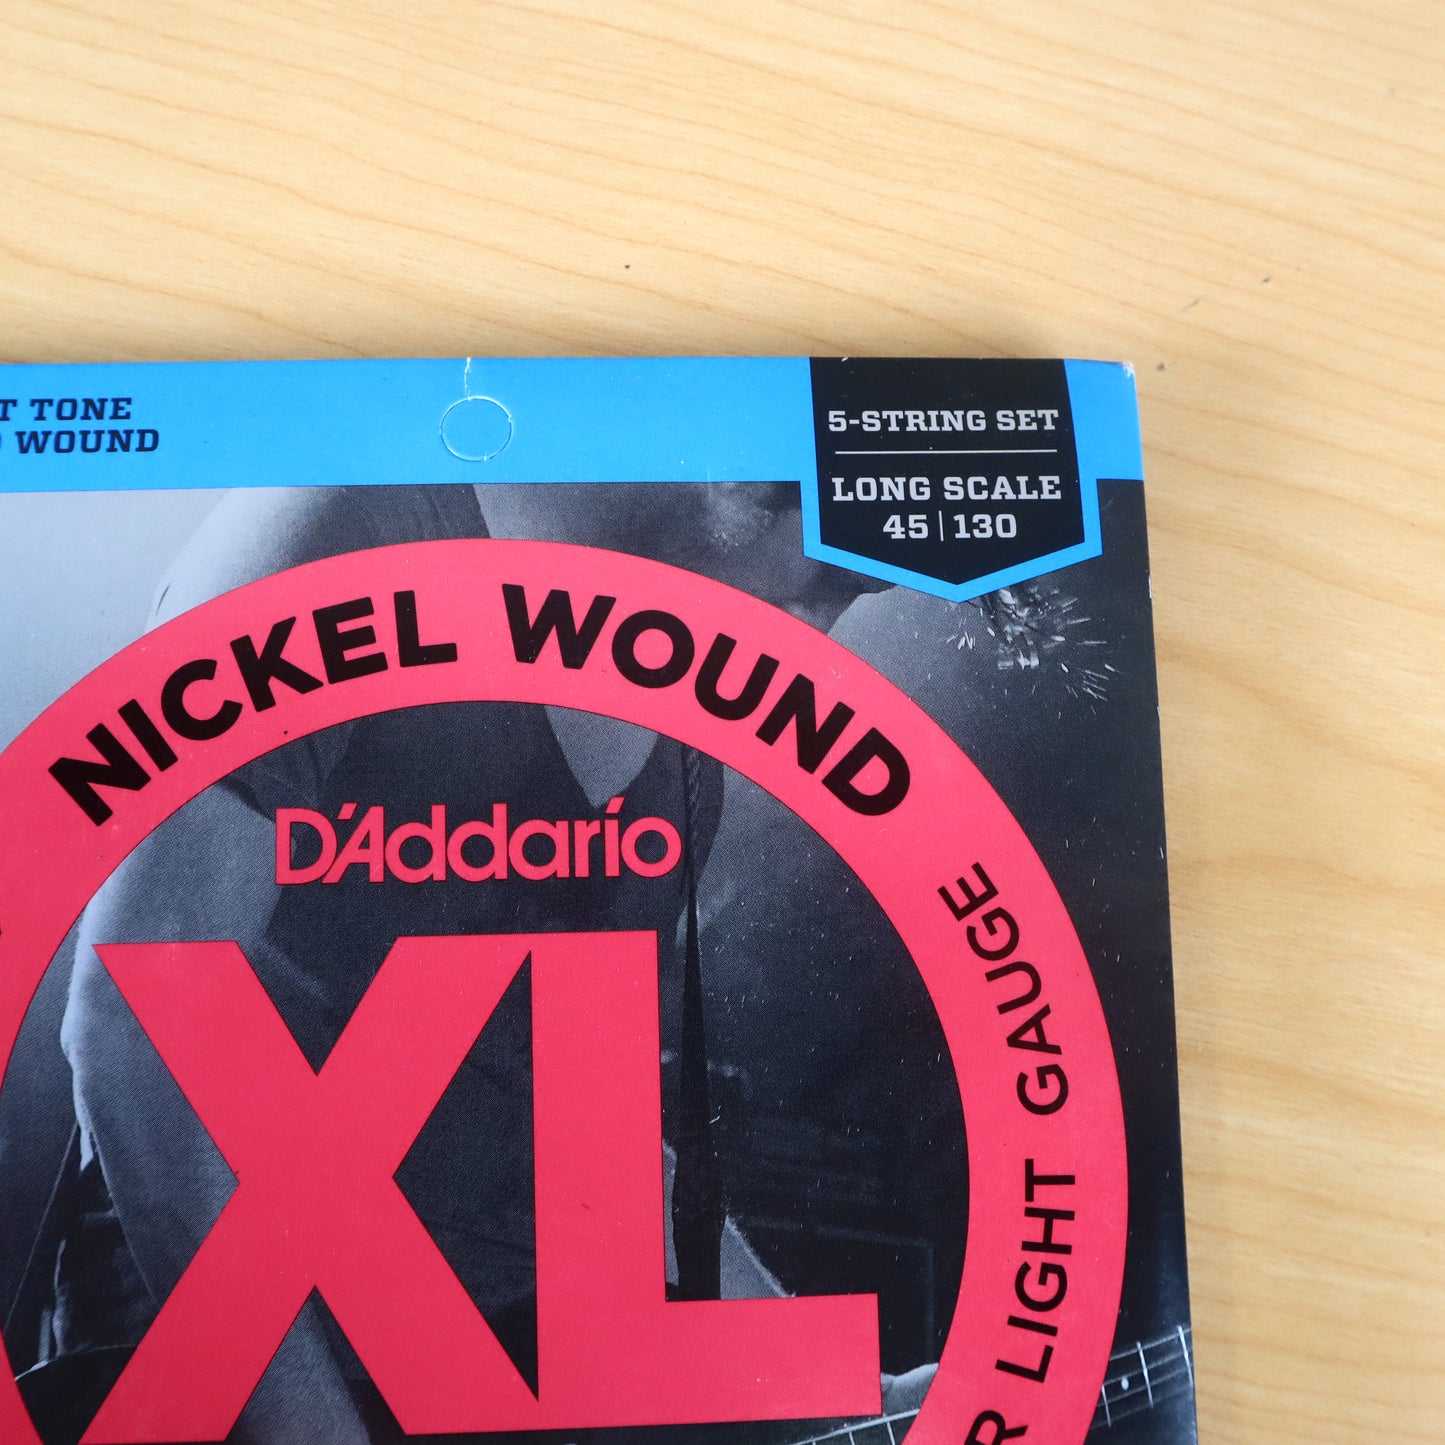 T TONE
WOUND
5-STRING SET
LONG SCALE
45|130
NICKEL WOUND
D'Addario
XL
R LIGHT GAUGE